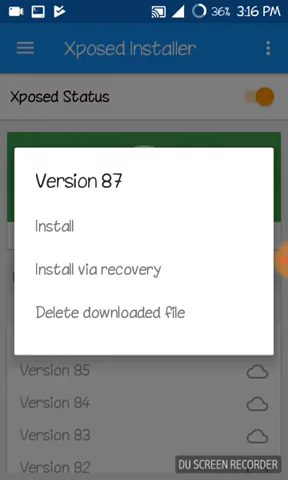 36% 3:16 PM
Xposed Installer
Xposed Status
Version 87
Install
Install via recovery
Delete downloaded file
Version 85
Version 84
Version 83
Version 82
DU SCREEN RECORDER